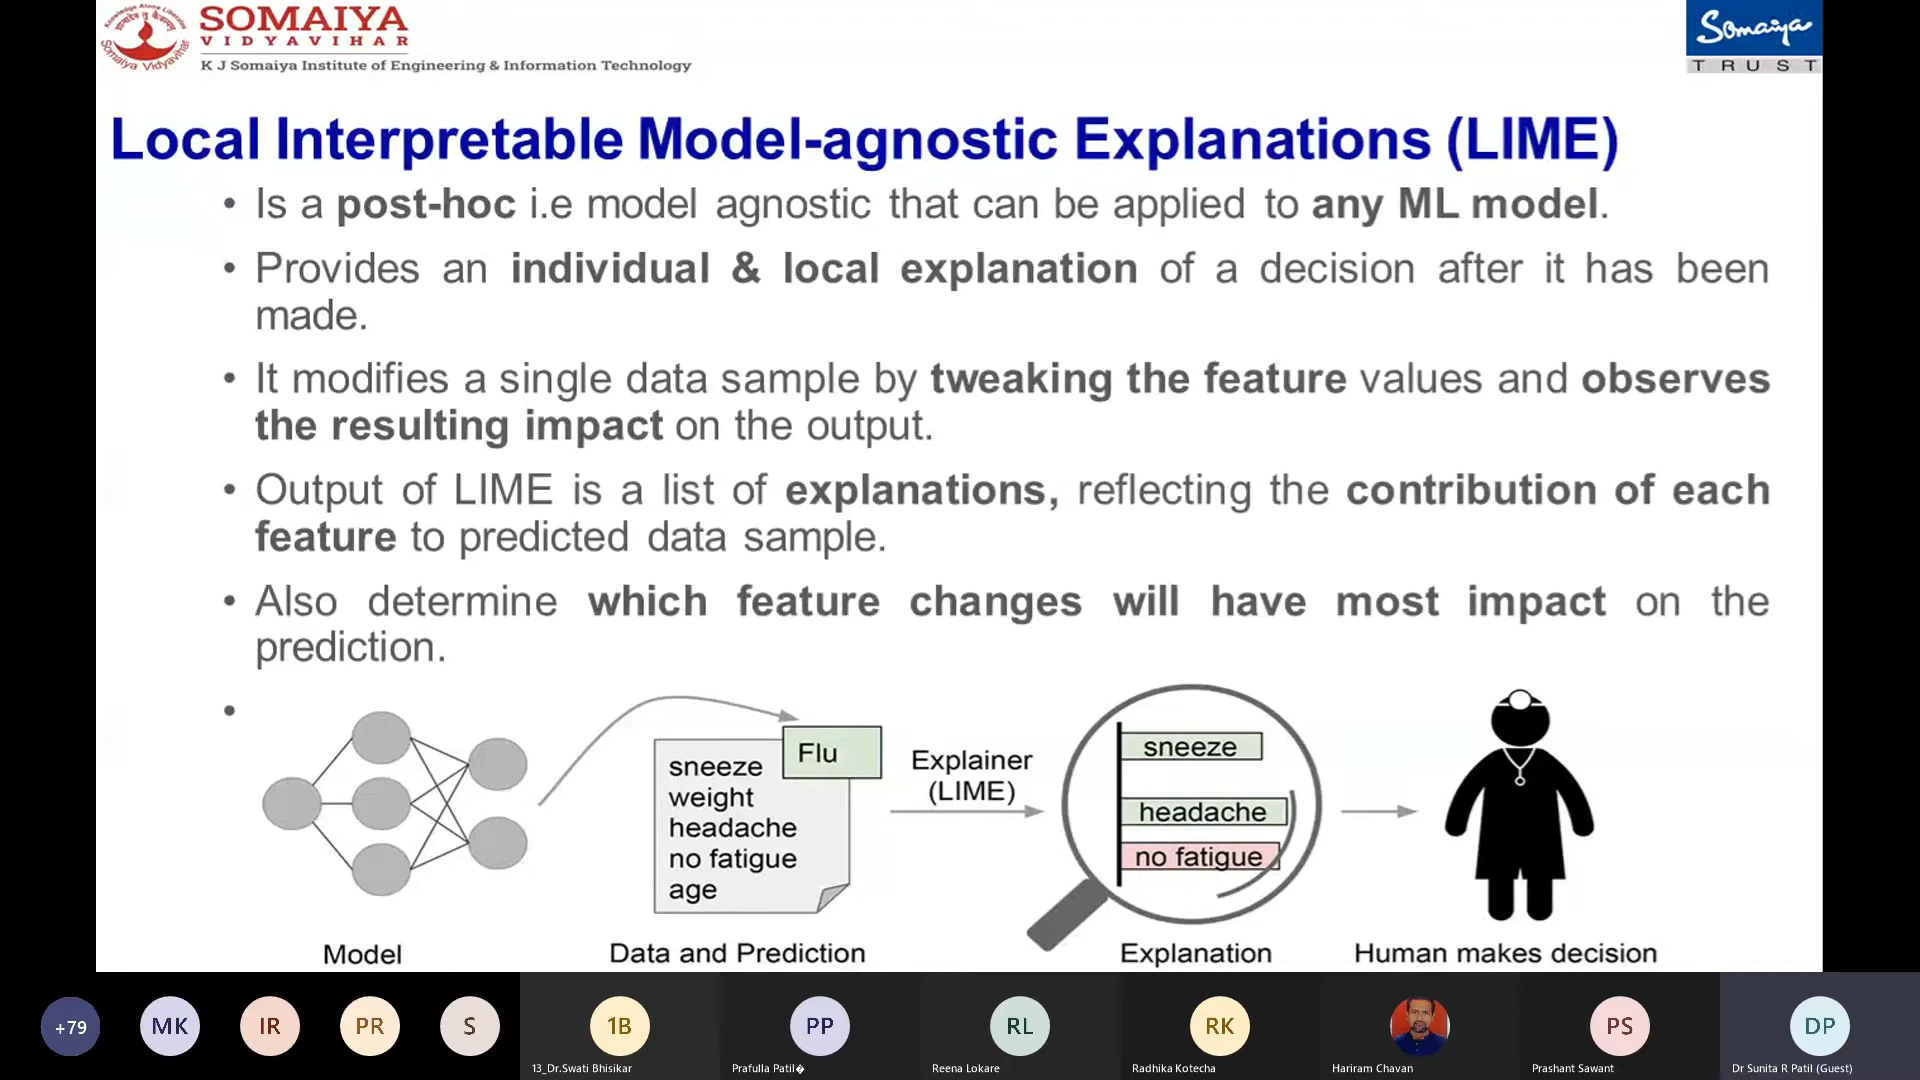 SOMAIYA
VIDYAVIHAR
K J Somaiya Institute of Engineering & Information Technology
Somaiya
TRUST
Local Interpretable Model-agnostic Explanations (LIME)
• Is a post-hoc i.e model agnostic that can be applied to any ML model.
• Provides an individual & local explanation of a decision after it has been
made.
• It modifies a single data sample by tweaking the feature values and observes
the resulting impact on the output.
• Output of LIME is a list of explanations, reflecting the contribution of each
feature to predicted data sample.
• Also determine which feature changes will have most impact on the
prediction.
•
Flu
sneeze
weight
headache
no fatigue
age
Explainer
(LIME)
sneeze
headache
no fatigue
Model
Data and Prediction
Explanation
Human makes decision
+79
MK
IR
PR
S
1B
PP
RL
RK
PS
DP
13_Dr.Swati Bhisikar
Prafulla Patil�
Reena Lokare
Radhika Kotecha
Hariram Chavan
Prashant Sawant
Dr Sunita R Patil (Guest)